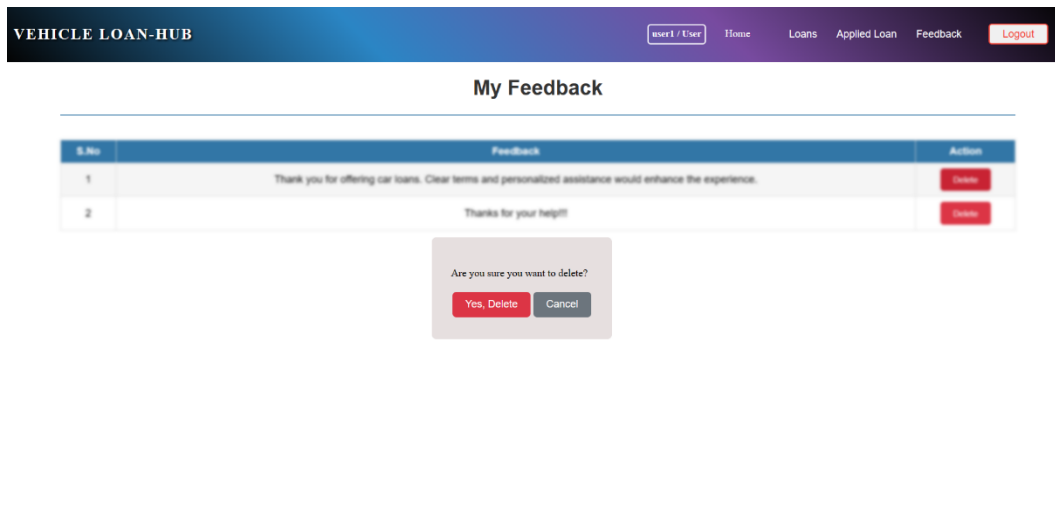 VEHICLE LOAN-HUB user1 / User Home Loans Applied Loan Feedback Logout
My Feedback
S.No Feedback Action
1 Thank you for offering car loans. Clear terms and personalized assistance would enhance the experience. Delete
2 Thanks for your help!!! Delete
Are you sure you want to delete?
Yes, Delete Cancel